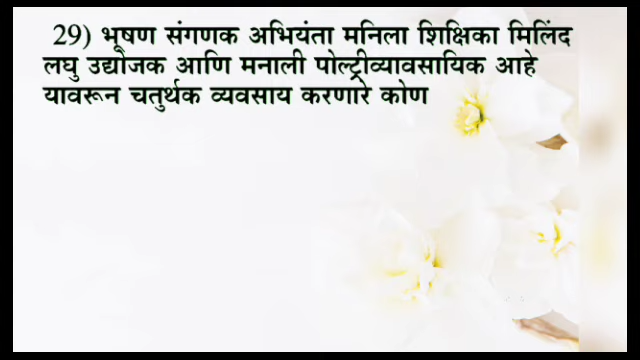 29) भूषण संगणक अभियंता मनिला शिक्षिका मिलिंद
लघु उद्योजक आणि मनाली पोल्ट्रीव्यावसायिक आहे
यावरून चतुर्थक व्यवसाय करणारे कोण